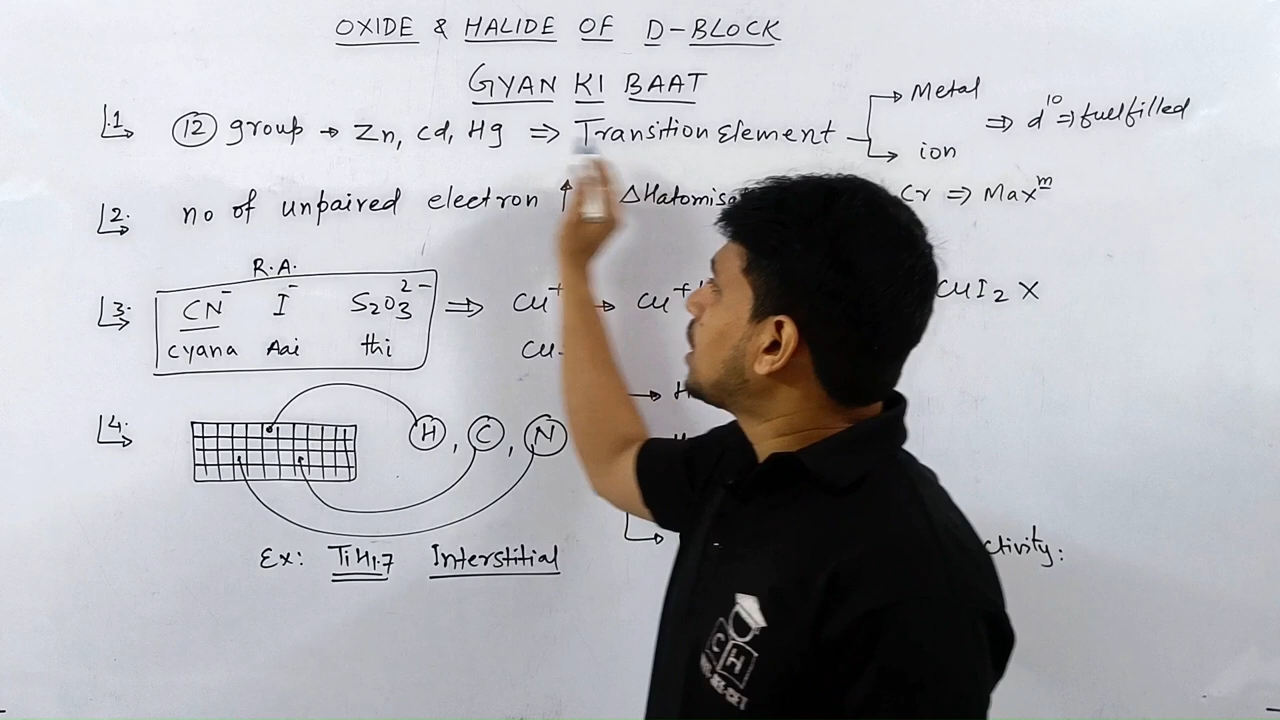 OXIDE & HALIDE OF D-BLOCK
GYAN KI BAAT
1. 12 group → Zn, Cd, Hg ⇒ Transition Element → Metal → ion ⇒ d¹⁰ ⇒ fullfilled
2. no of unpaired electron ↑ ΔHatomisa Cr ⇒ Maxᵐ
R.A.
3. CN⁻ I⁻ S₂O₃²⁻ ⇒ Cu⁺ → Cu⁺ CuI₂ X
cyana Aai thi Cu
4. H, C, N
Ex: TiH1.7 Interstitial
ctivity: